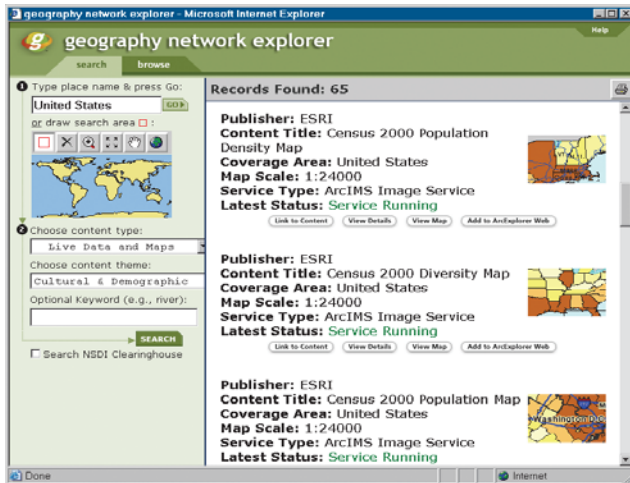 geography network explorer - Microsoft Internet Explorer
Help
geography network explorer
search browse
1 Type place name & press Go:
United States
GO
or draw search area :
2 Choose content type:
Live Data and Maps
Choose content theme:
Cultural & Demographic
Optional Keyword (e.g., river):
SEARCH
Search NSDI Clearinghouse
Records Found: 65
Publisher: ESRI
Content Title: Census 2000 Population
Density Map
Coverage Area: United States
Map Scale: 1:24000
Service Type: ArcIMS Image Service
Latest Status: Service Running
Link to Content View Details View Map Add to ArcExplorer Web
Publisher: ESRI
Content Title: Census 2000 Diversity Map
Coverage Area: United States
Map Scale: 1:24000
Service Type: ArcIMS Image Service
Latest Status: Service Running
Link to Content View Details View Map Add to ArcExplorer Web
Publisher: ESRI
Content Title: Census 2000 Population Map
Coverage Area: United States
Map Scale: 1:24000
Service Type: ArcIMS Image Service
Latest Status: Service Running
Washington
Done
Internet